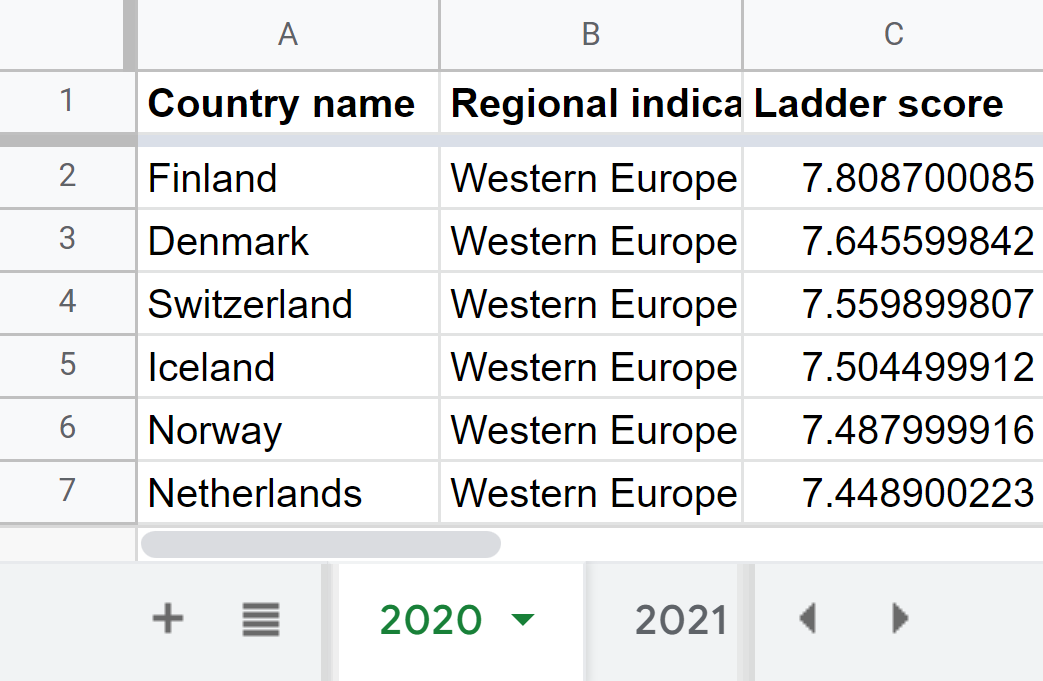 A B C
1 Country name Regional indica Ladder score
2 Finland Western Europe 7.808700085
3 Denmark Western Europe 7.645599842
4 Switzerland Western Europe 7.559899807
5 Iceland Western Europe 7.504499912
6 Norway Western Europe 7.487999916
7 Netherlands Western Europe 7.448900223
2020 2021